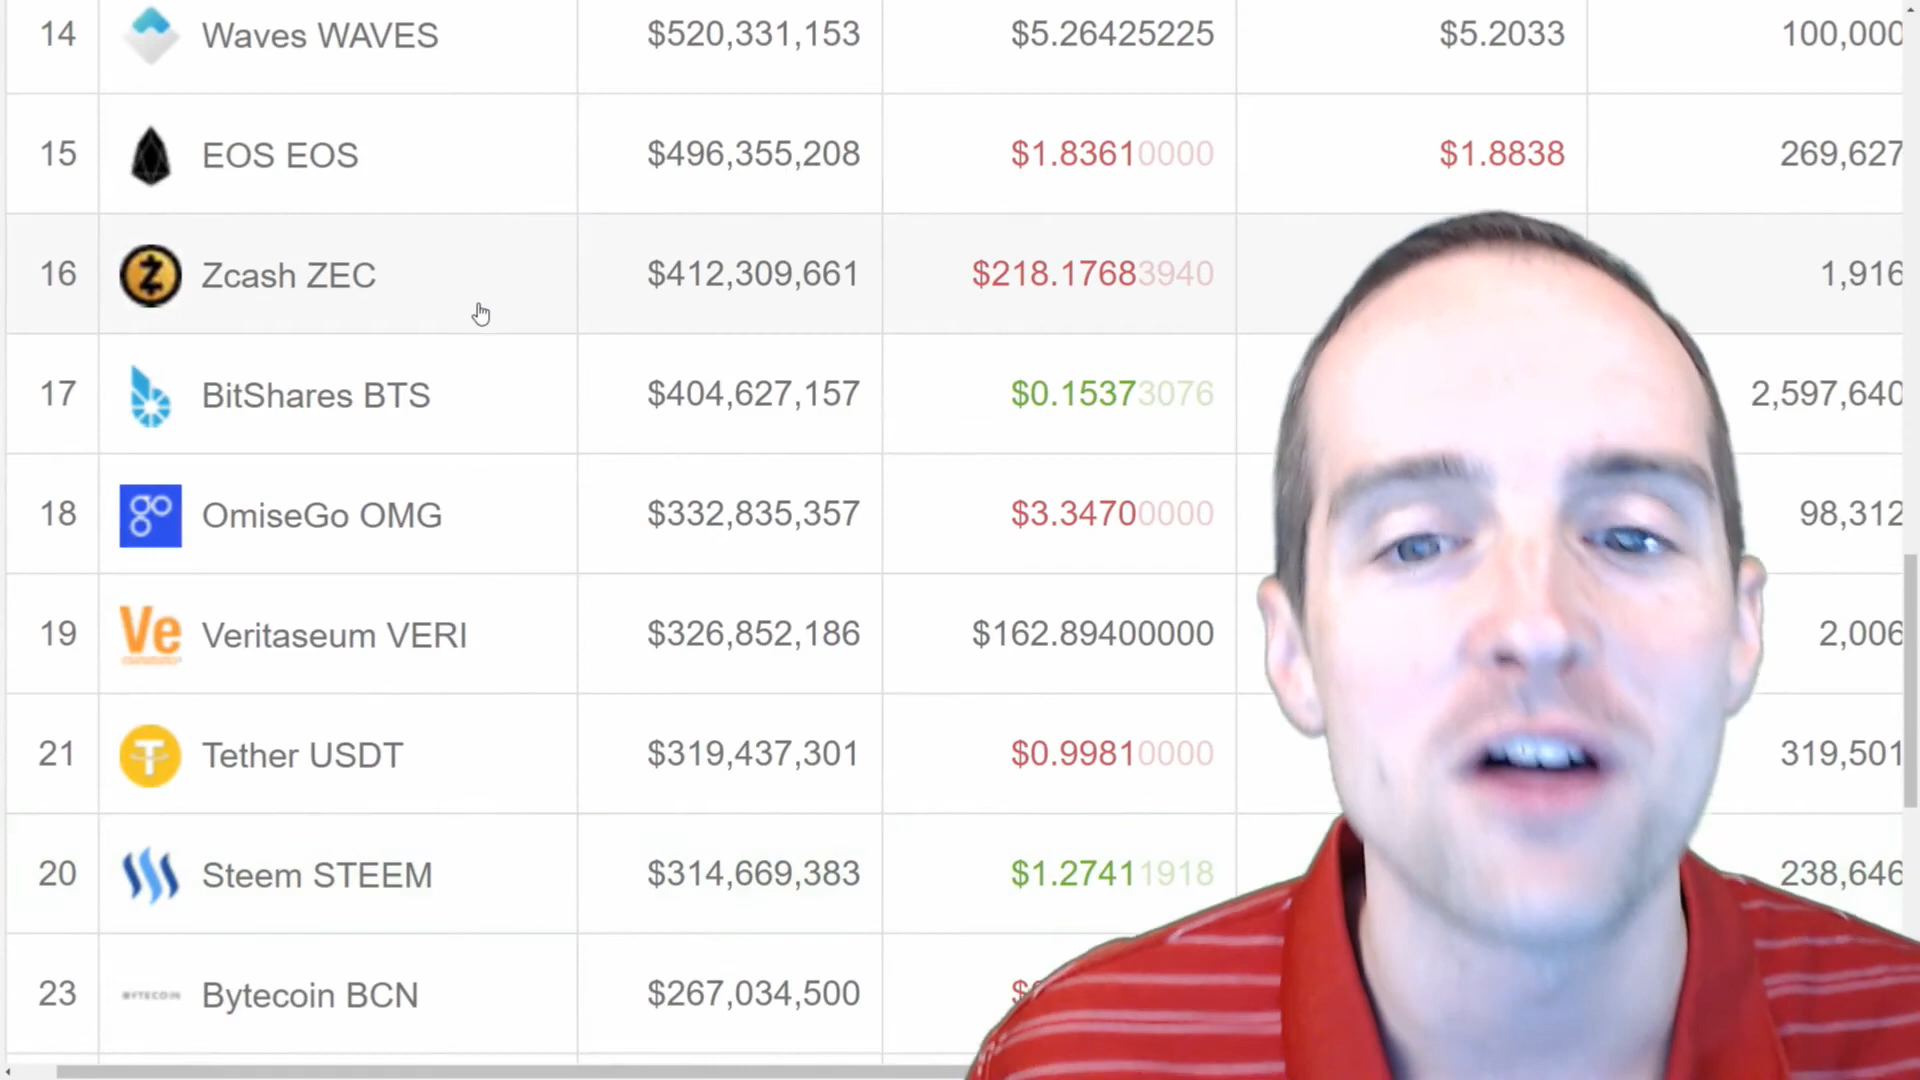 14 Waves WAVES $520,331,153 $5.26425225 $5.2033 100,000
15 EOS EOS $496,355,208 $1.83610000 $1.8838 269,627
16 Zcash ZEC $412,309,661 $218.17683940 1,916
17 BitShares BTS $404,627,157 $0.15373076 2,597,640
18 go OmiseGo OMG $332,835,357 $3.34700000 98,312
19 Ve Veritaseum VERI $326,852,186 $162.89400000 2,006
21 Tether USDT $319,437,301 $0.99810000 319,501
20 Steem STEEM $314,669,383 $1.27411918 238,646
23 BYTECOIN Bytecoin BCN $267,034,500 $